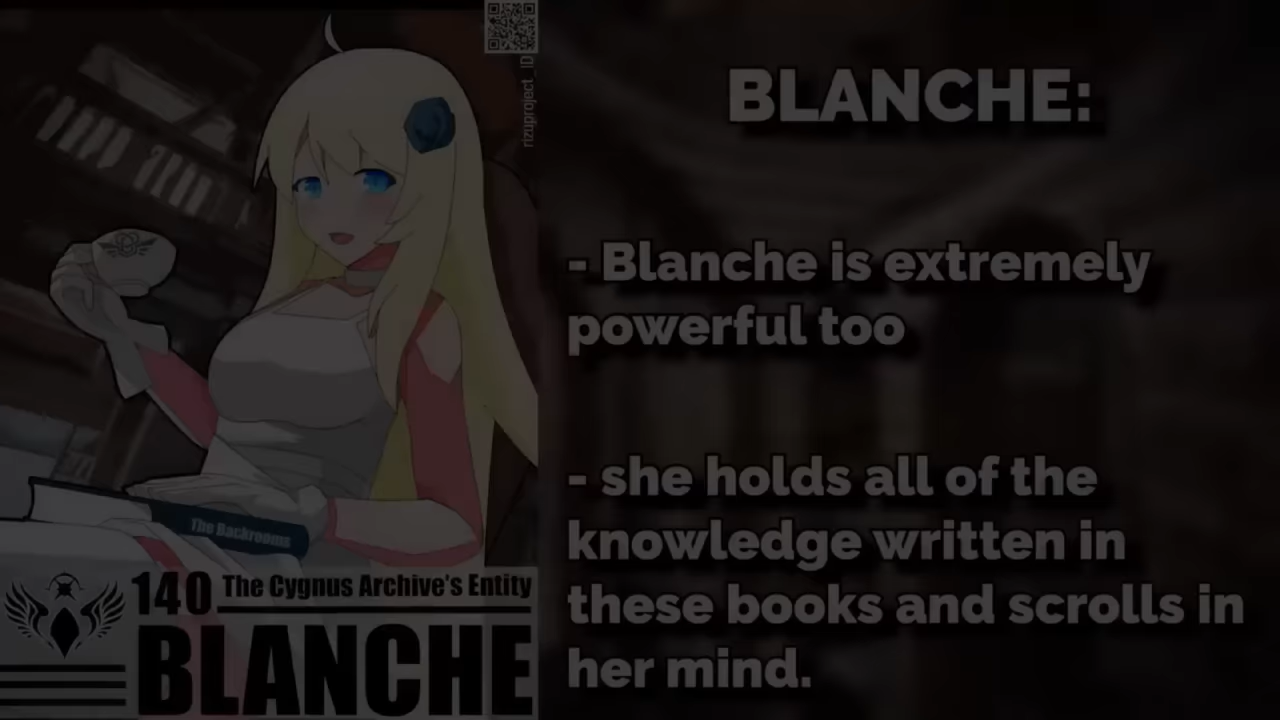 rizuproject_ID
The Backrooms
140 The Cygnus Archive's Entity
BLANCHE
BLANCHE:
- Blanche is extremely
powerful too
- she holds all of the
knowledge written in
these books and scrolls in
her mind.